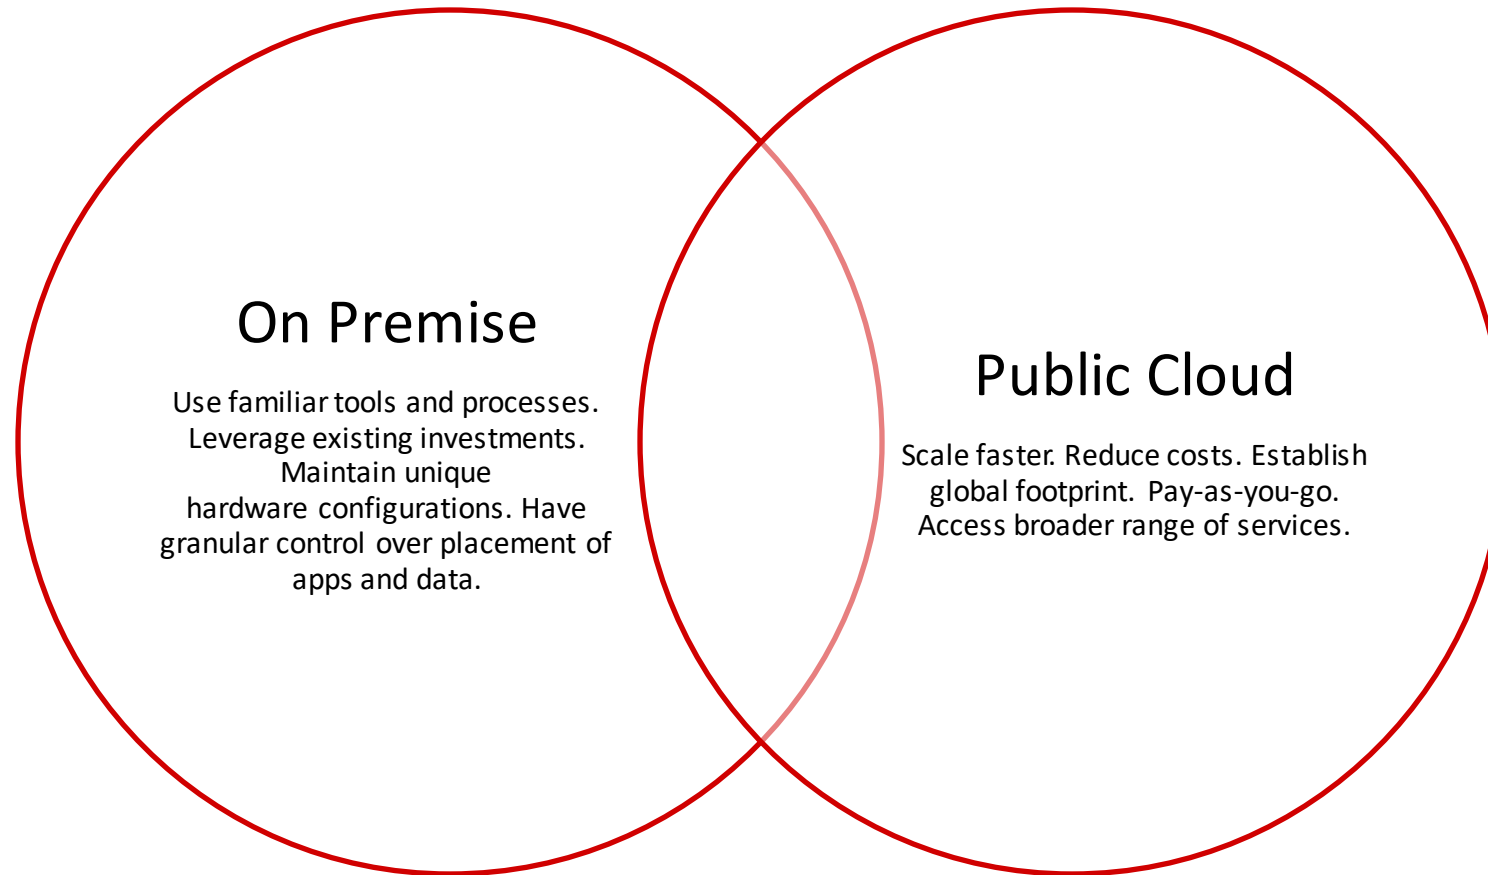 On Premise
Use familiar tools and processes.
Leverage existing investments.
Maintain unique
hardware configurations. Have
granular control over placement of
apps and data.
Public Cloud
Scale faster. Reduce costs. Establish
global footprint. Pay-as-you-go.
Access broader range of services.